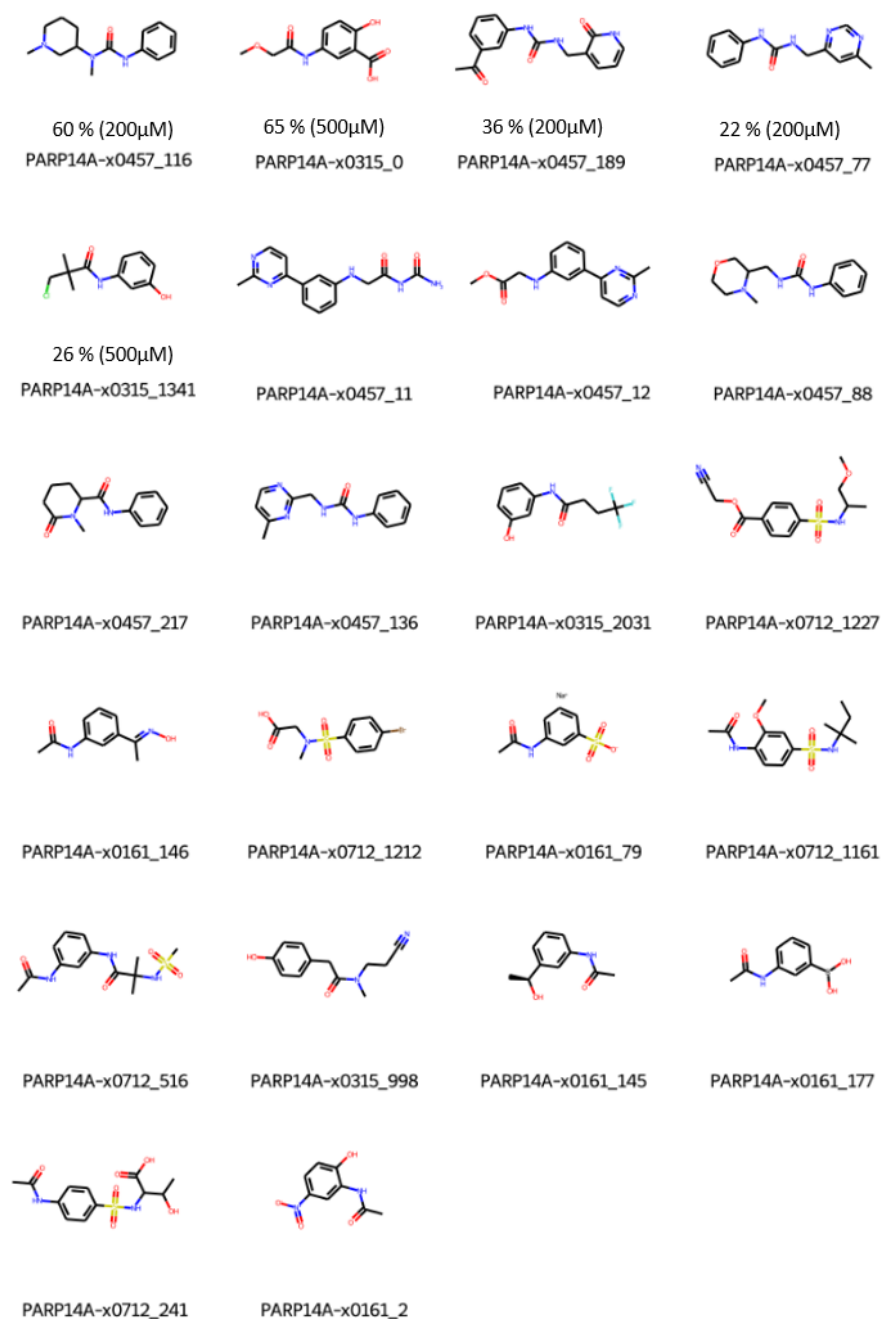 60 % (200µM)
65 % (500µM)
36 % (200µM)
22 % (200µM)
PARP14A-x0457_116
PARP14A-x0315_0
PARP14A-x0457_189
PARP14A-x0457_77
26 % (500µM)
PARP14A-x0315_1341
PARP14A-x0457_11
PARP14A-x0457_12
PARP14A-x0457_88
PARP14A-x0457_217
PARP14A-x0457_136
PARP14A-x0315_2031
PARP14A-x0712_1227
PARP14A-x0161_146
PARP14A-x0712_1212
PARP14A-x0161_79
PARP14A-x0712_1161
PARP14A-x0712_516
PARP14A-x0315_998
PARP14A-x0161_145
PARP14A-x0161_177
PARP14A-x0712_241
PARP14A-x0161_2